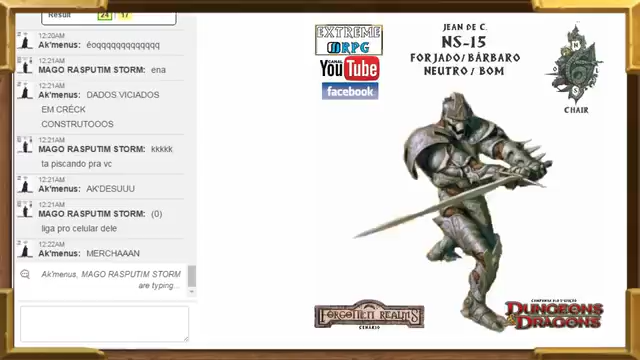 Result 24 17
12:20AM
Ak'menus: éoqqqqqqqqqqqqq
12:21AM
MAGO RASPUTIM STORM: ena
12:21AM
Ak'menus: DADOS VICIADOS
EM CRÉCK
CONSTRUTOOOS
12:21AM
MAGO RASPUTIM STORM: kkkkk
ta piscando pra vc
12:21AM
Ak'menus: AK'DESUUU
12:21AM
MAGO RASPUTIM STORM: (0)
liga pro celular dele
12:22AM
Ak'menus: MERCHAAAN
Ak'menus, MAGO RASPUTIM STORM
are typing...
EXTREME
RPG
CANAL
YouTube
facebook
JEAN DE C.
NS-15
FORJADO/BÁRBARO
NEUTRO/ BOM
N
S
CHAIR
FORGOTTEN REALMS
CENÁRIO
DUNGEONS
& DRAGONS